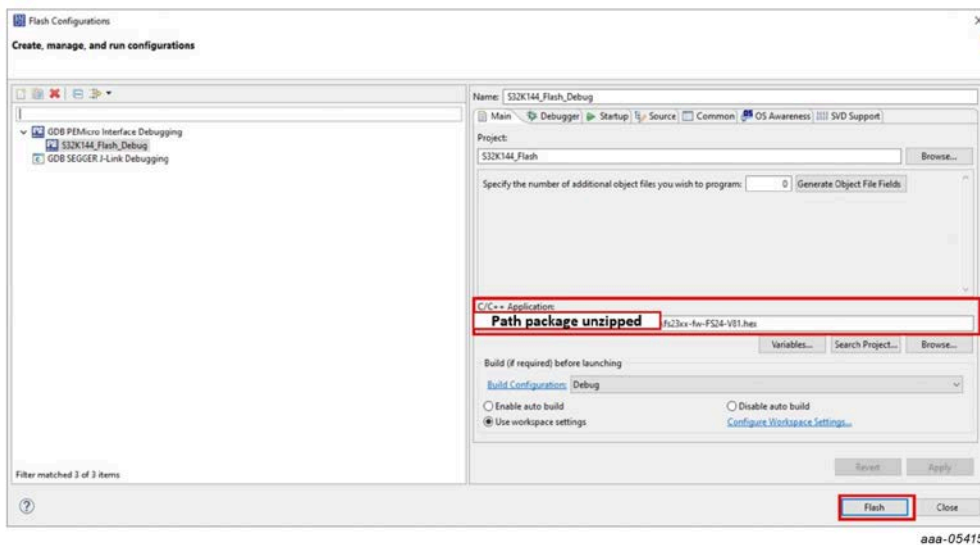 Flash Configurations
Create, manage, and run configurations
GDB PEMicro Interface Debugging
S32K144_Flash_Debug
GDB SEGGER J-Link Debugging
Filter matched 3 of 3 items
Name: S32K144_Flash_Debug
Main Debugger Startup Source Common OS Awareness SVD Support
Project:
S32K144_Flash
Browse...
Specify the number of additional object files you wish to program: 0 Generate Object File Fields
C/C++ Application:
Path package unzipped fs23xx-fw-FS24-V81.hex
Variables... Search Project... Browse...
Build (if required) before launching
Build Configuration: Debug
Enable auto build Disable auto build
Use workspace settings Configure Workspace Settings...
Revert Apply
Flash Close
aaa-05419